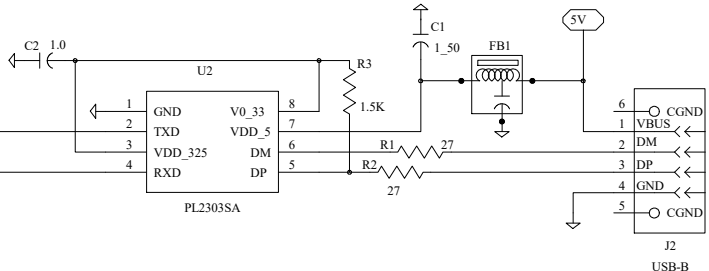 5V
C1
1_50
FB1
C2 1.0
U2
R3
1.5K
1 GND V0_33 8
2 TXD VDD_5 7
3 VDD_325 DM 6
4 RXD DP 5
PL2303SA
R1 27
R2
27
6 CGND
1 VBUS
2 DM
3 DP
4 GND
5 CGND
J2
USB-B